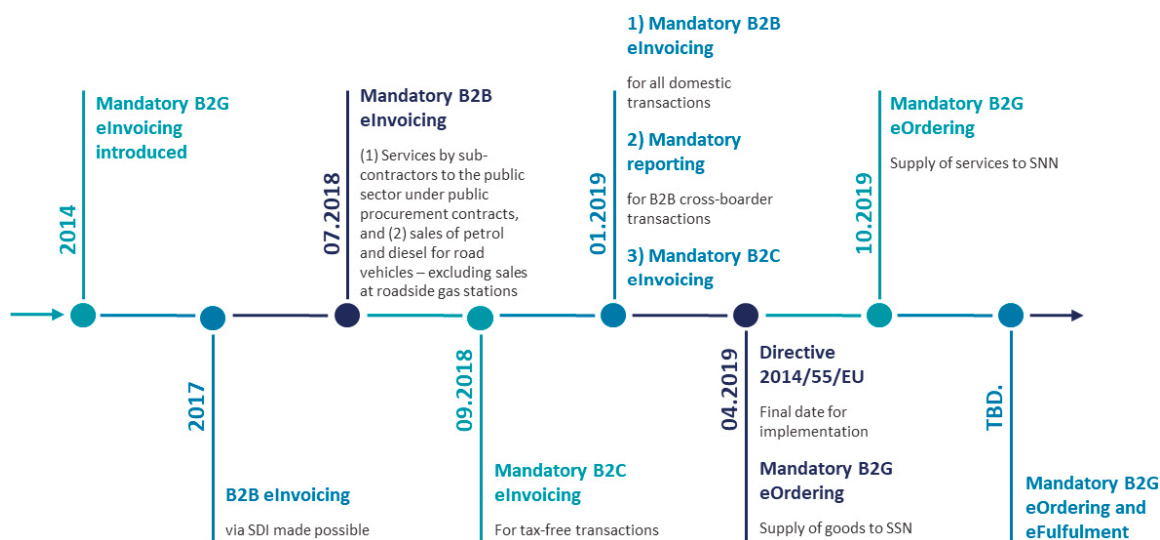 2014
Mandatory B2G
eInvoicing
introduced
2017
B2B eInvoicing
via SDI made possible
07.2018
Mandatory B2B
eInvoicing
(1) Services by sub-
contractors to the public
sector under public
procurement contracts,
and (2) sales of petrol
and diesel for road
vehicles – excluding sales
at roadside gas stations
09.2018
Mandatory B2C
eInvoicing
For tax-free transactions
01.2019
1) Mandatory B2B
eInvoicing
for all domestic
transactions
2) Mandatory
reporting
for B2B cross-boarder
transactions
3) Mandatory B2C
eInvoicing
04.2019
Directive
2014/55/EU
Final date for
implementation
Mandatory B2G
eOrdering
Supply of goods to SSN
10.2019
Mandatory B2G
eOrdering
Supply of services to SNN
TBD.
Mandatory B2G
eOrdering and
eFulfulment